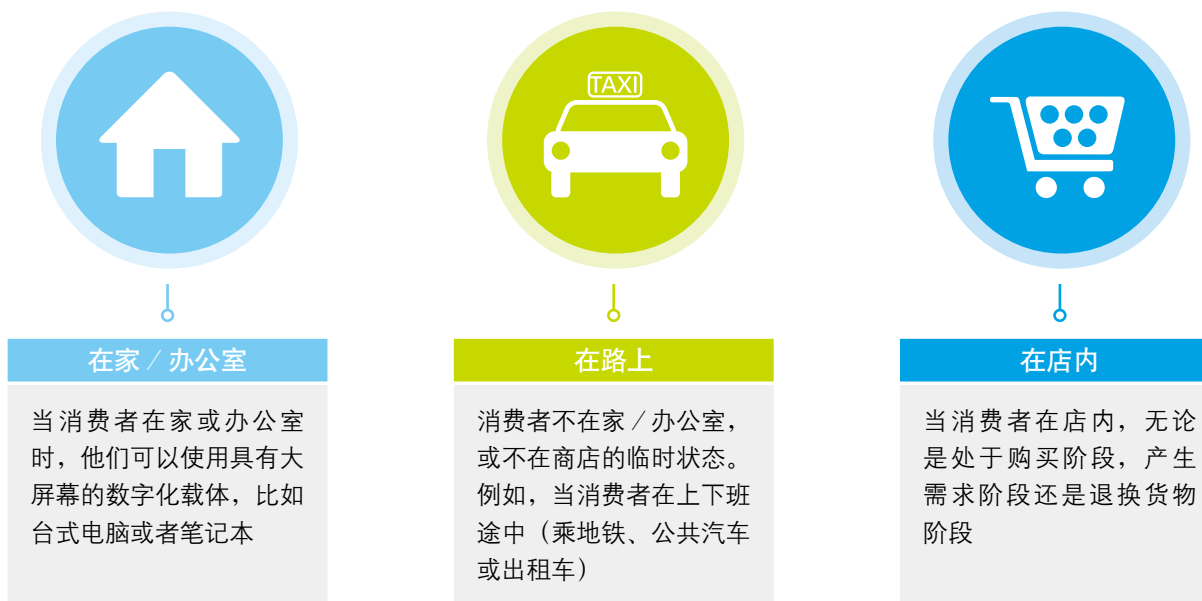 TAXI
在家／办公室
当消费者在家或办公室
时，他们可以使用具有大
屏幕的数字化载体，比如
台式电脑或者笔记本
在路上
消费者不在家／办公室，
或不在商店的临时状态。
例如，当消费者在上下班
途中（乘地铁、公共汽车
或出租车）
在店内
当消费者在店内，无论
是处于购买阶段，产生
需求阶段还是退换货物
阶段